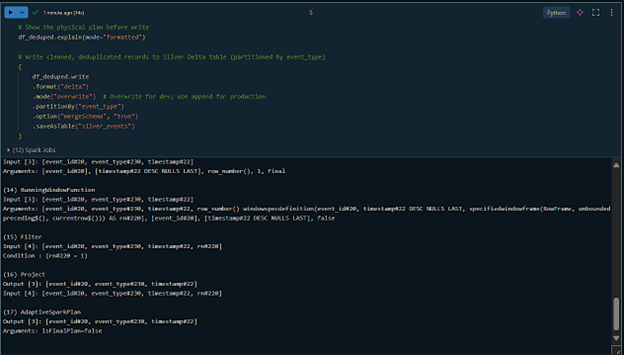 1 minute ago (14s)
5
Python
# Show the physical plan before write
df_deduped.explain(mode="formatted")
# Write cleaned, deduplicated records to Silver Delta table (partitioned by event_type)
(
df_deduped.write
.format("delta")
.mode("overwrite")  # Overwrite for dev; use append for production
.partitionBy("event_type")
.option("mergeSchema", "true")
.saveAsTable("silver_events")
)
(12) Spark Jobs
Input [3]: [event_id#20, event_type#230, timestamp#22]
Arguments: [event_id#20], [timestamp#22 DESC NULLS LAST], row_number(), 1, Final
(14) RunningWindowFunction
Input [3]: [event_id#20, event_type#230, timestamp#22]
Arguments: [event_id#20, event_type#230, timestamp#22, row_number() windowspecdefinition(event_id#20, timestamp#22 DESC NULLS LAST, specifiedwindowframe(RowFrame, unbounded
preceding$(), currentrow$())) AS rn#220], [event_id#20], [timestamp#22 DESC NULLS LAST], false
(15) Filter
Input [4]: [event_id#20, event_type#230, timestamp#22, rn#220]
Condition : (rn#220 = 1)
(16) Project
Output [3]: [event_id#20, event_type#230, timestamp#22]
Input [4]: [event_id#20, event_type#230, timestamp#22, rn#220]
(17) AdaptiveSparkPlan
Output [3]: [event_id#20, event_type#230, timestamp#22]
Arguments: isFinalPlan=false